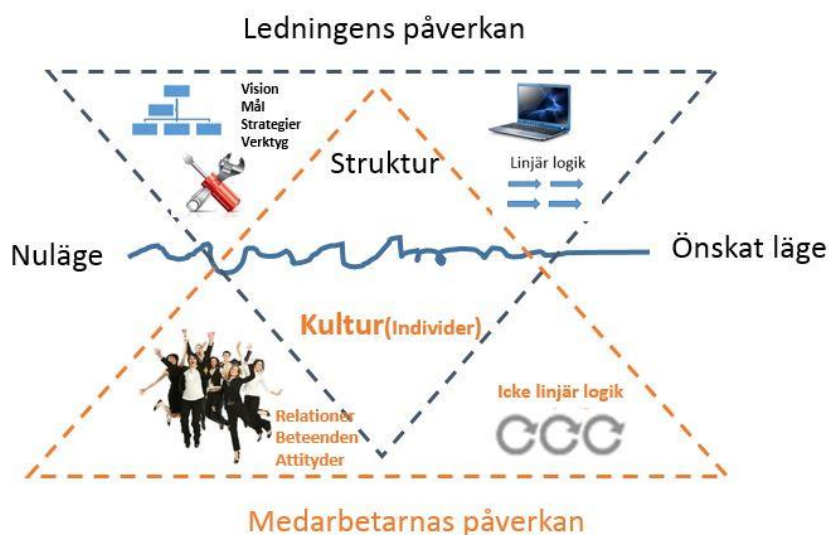 Ledningens påverkan
Vision
Mål
Strategier
Verktyg
Struktur
Linjär logik
Nuläge
Önskat läge
Kultur(Individer)
Relationer
Beteenden
Attityder
Icke linjär logik
Medarbetarnas påverkan